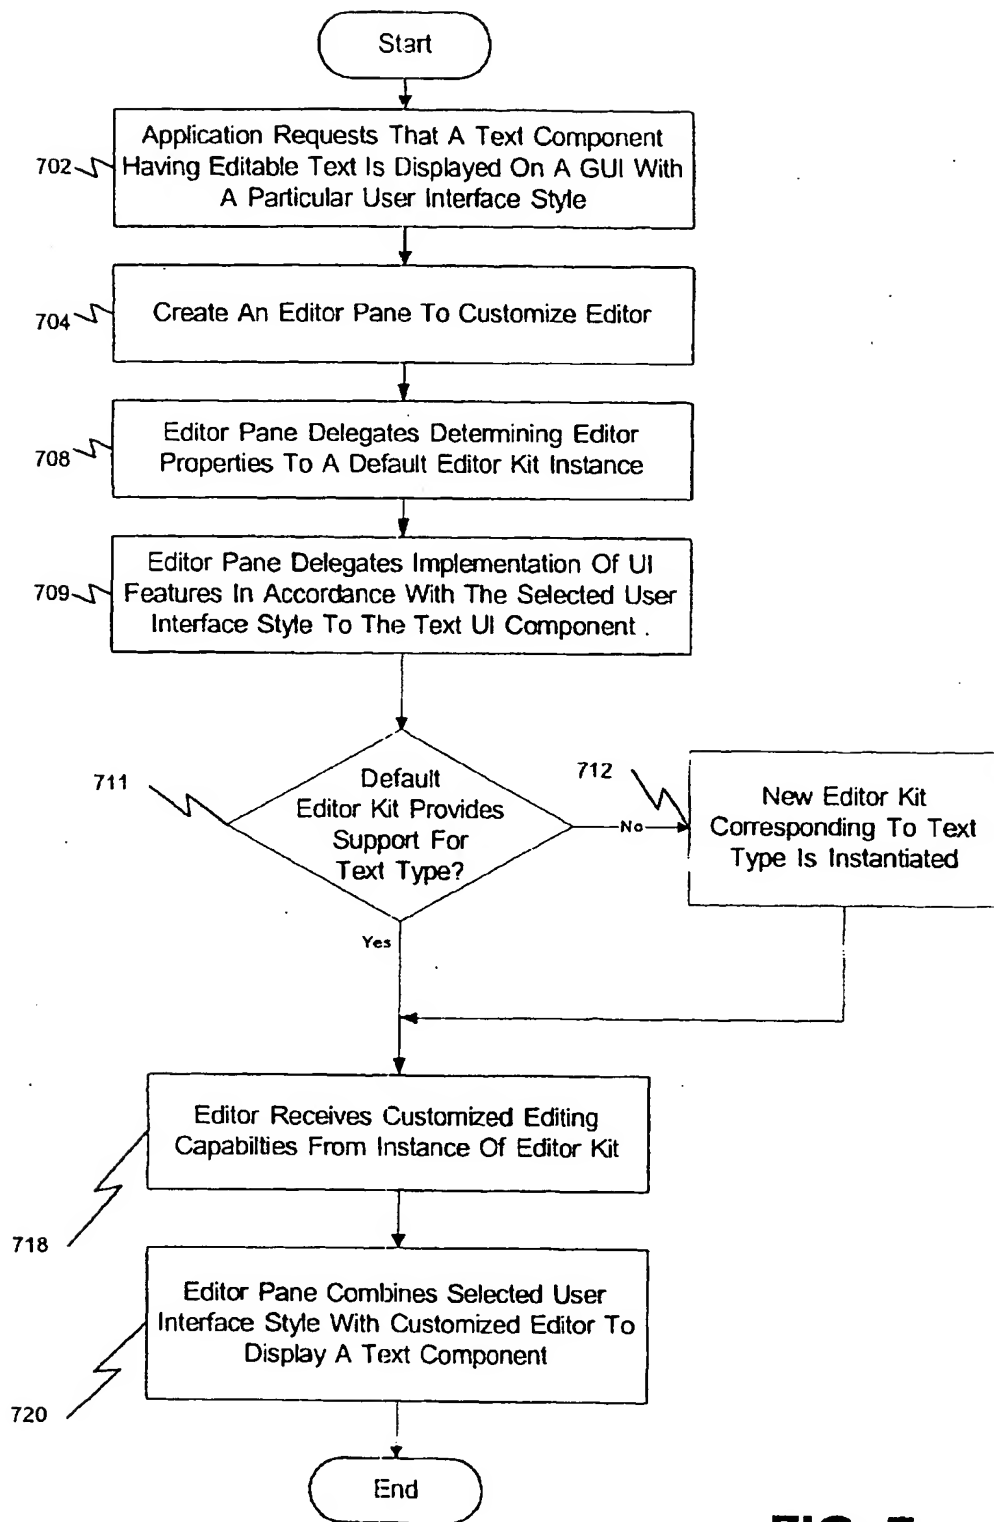 Start
Application Requests That A Text Component
Having Editable Text Is Displayed On A GUI With
A Particular User Interface Style
702
Create An Editor Pane To Customize Editor
704
Editor Pane Delegates Determining Editor
Properties To A Default Editor Kit Instance
708
Editor Pane Delegates Implementation Of UI
Features In Accordance With The Selected User
Interface Style To The Text UI Component .
709
711
Default
Editor Kit Provides
Support For
Text Type?
No
712
New Editor Kit
Corresponding To Text
Type Is Instantiated
Yes
Editor Receives Customized Editing
Capabilties From Instance Of Editor Kit
718
Editor Pane Combines Selected User
Interface Style With Customized Editor To
Display A Text Component
720
End